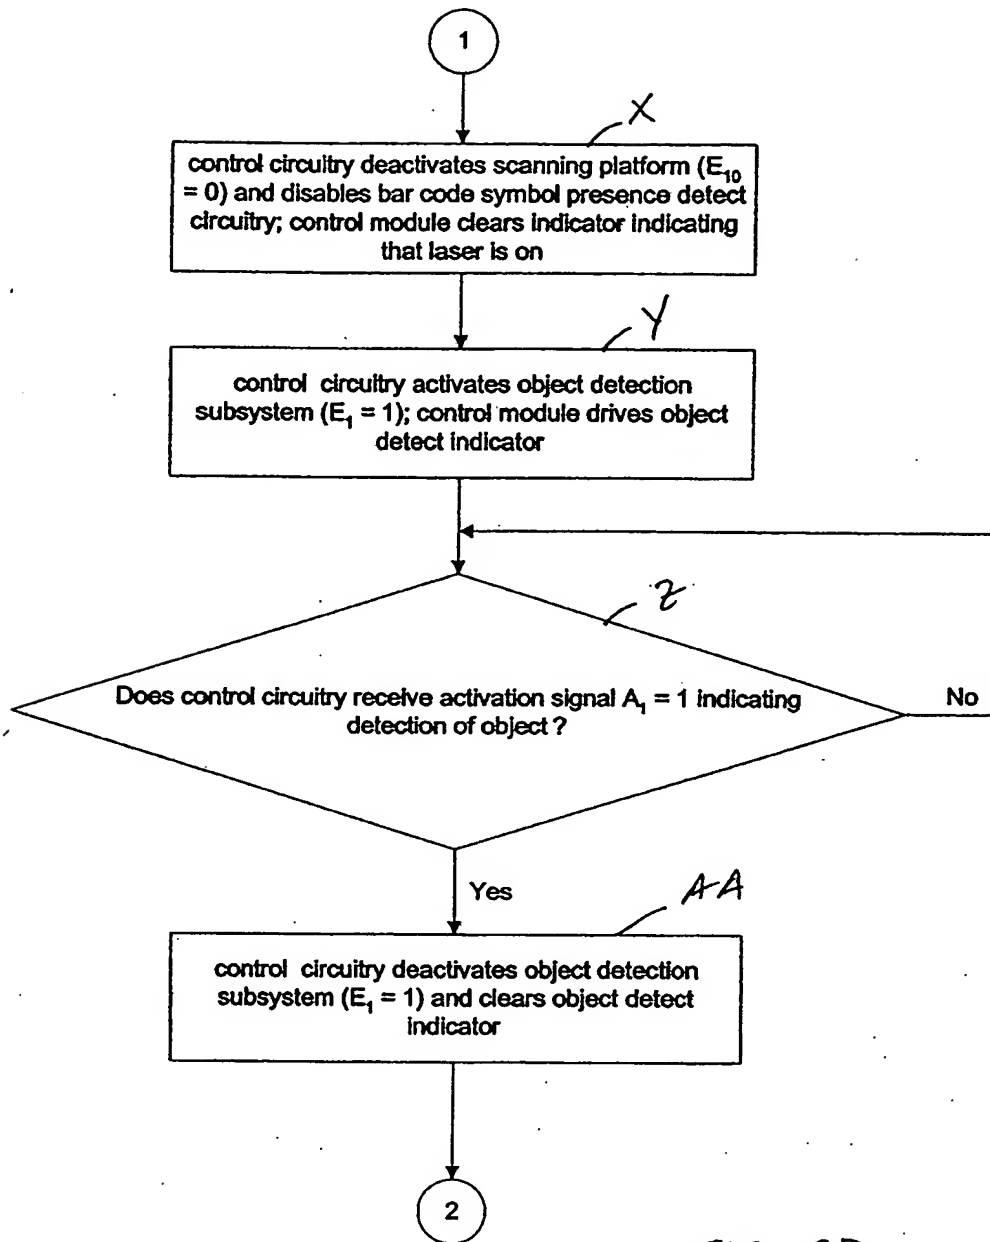 1
X
control circuitry deactivates scanning platform (E₁₀
= 0) and disables bar code symbol presence detect
circuitry; control module clears indicator indicating
that laser is on
Y
control circuitry activates object detection
subsystem (E₁ = 1); control module drives object
detect indicator
Z
Does control circuitry receive activation signal A₁ = 1 indicating
detection of object ?
No
Yes
AA
control circuitry deactivates object detection
subsystem (E₁ = 1) and clears object detect
indicator
2